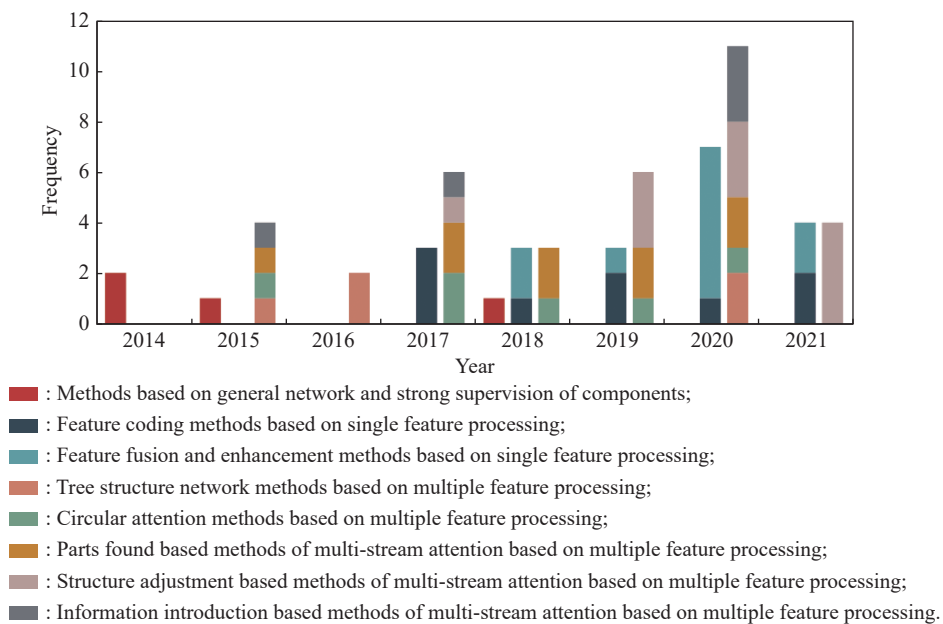 12
10
8
6
4
2
0
Frequency
2014 2015 2016 2017 2018 2019 2020 2021
Year
: Methods based on general network and strong supervision of components;
: Feature coding methods based on single feature processing;
: Feature fusion and enhancement methods based on single feature processing;
: Tree structure network methods based on multiple feature processing;
: Circular attention methods based on multiple feature processing;
: Parts found based methods of multi-stream attention based on multiple feature processing;
: Structure adjustment based methods of multi-stream attention based on multiple feature processing;
: Information introduction based methods of multi-stream attention based on multiple feature processing.